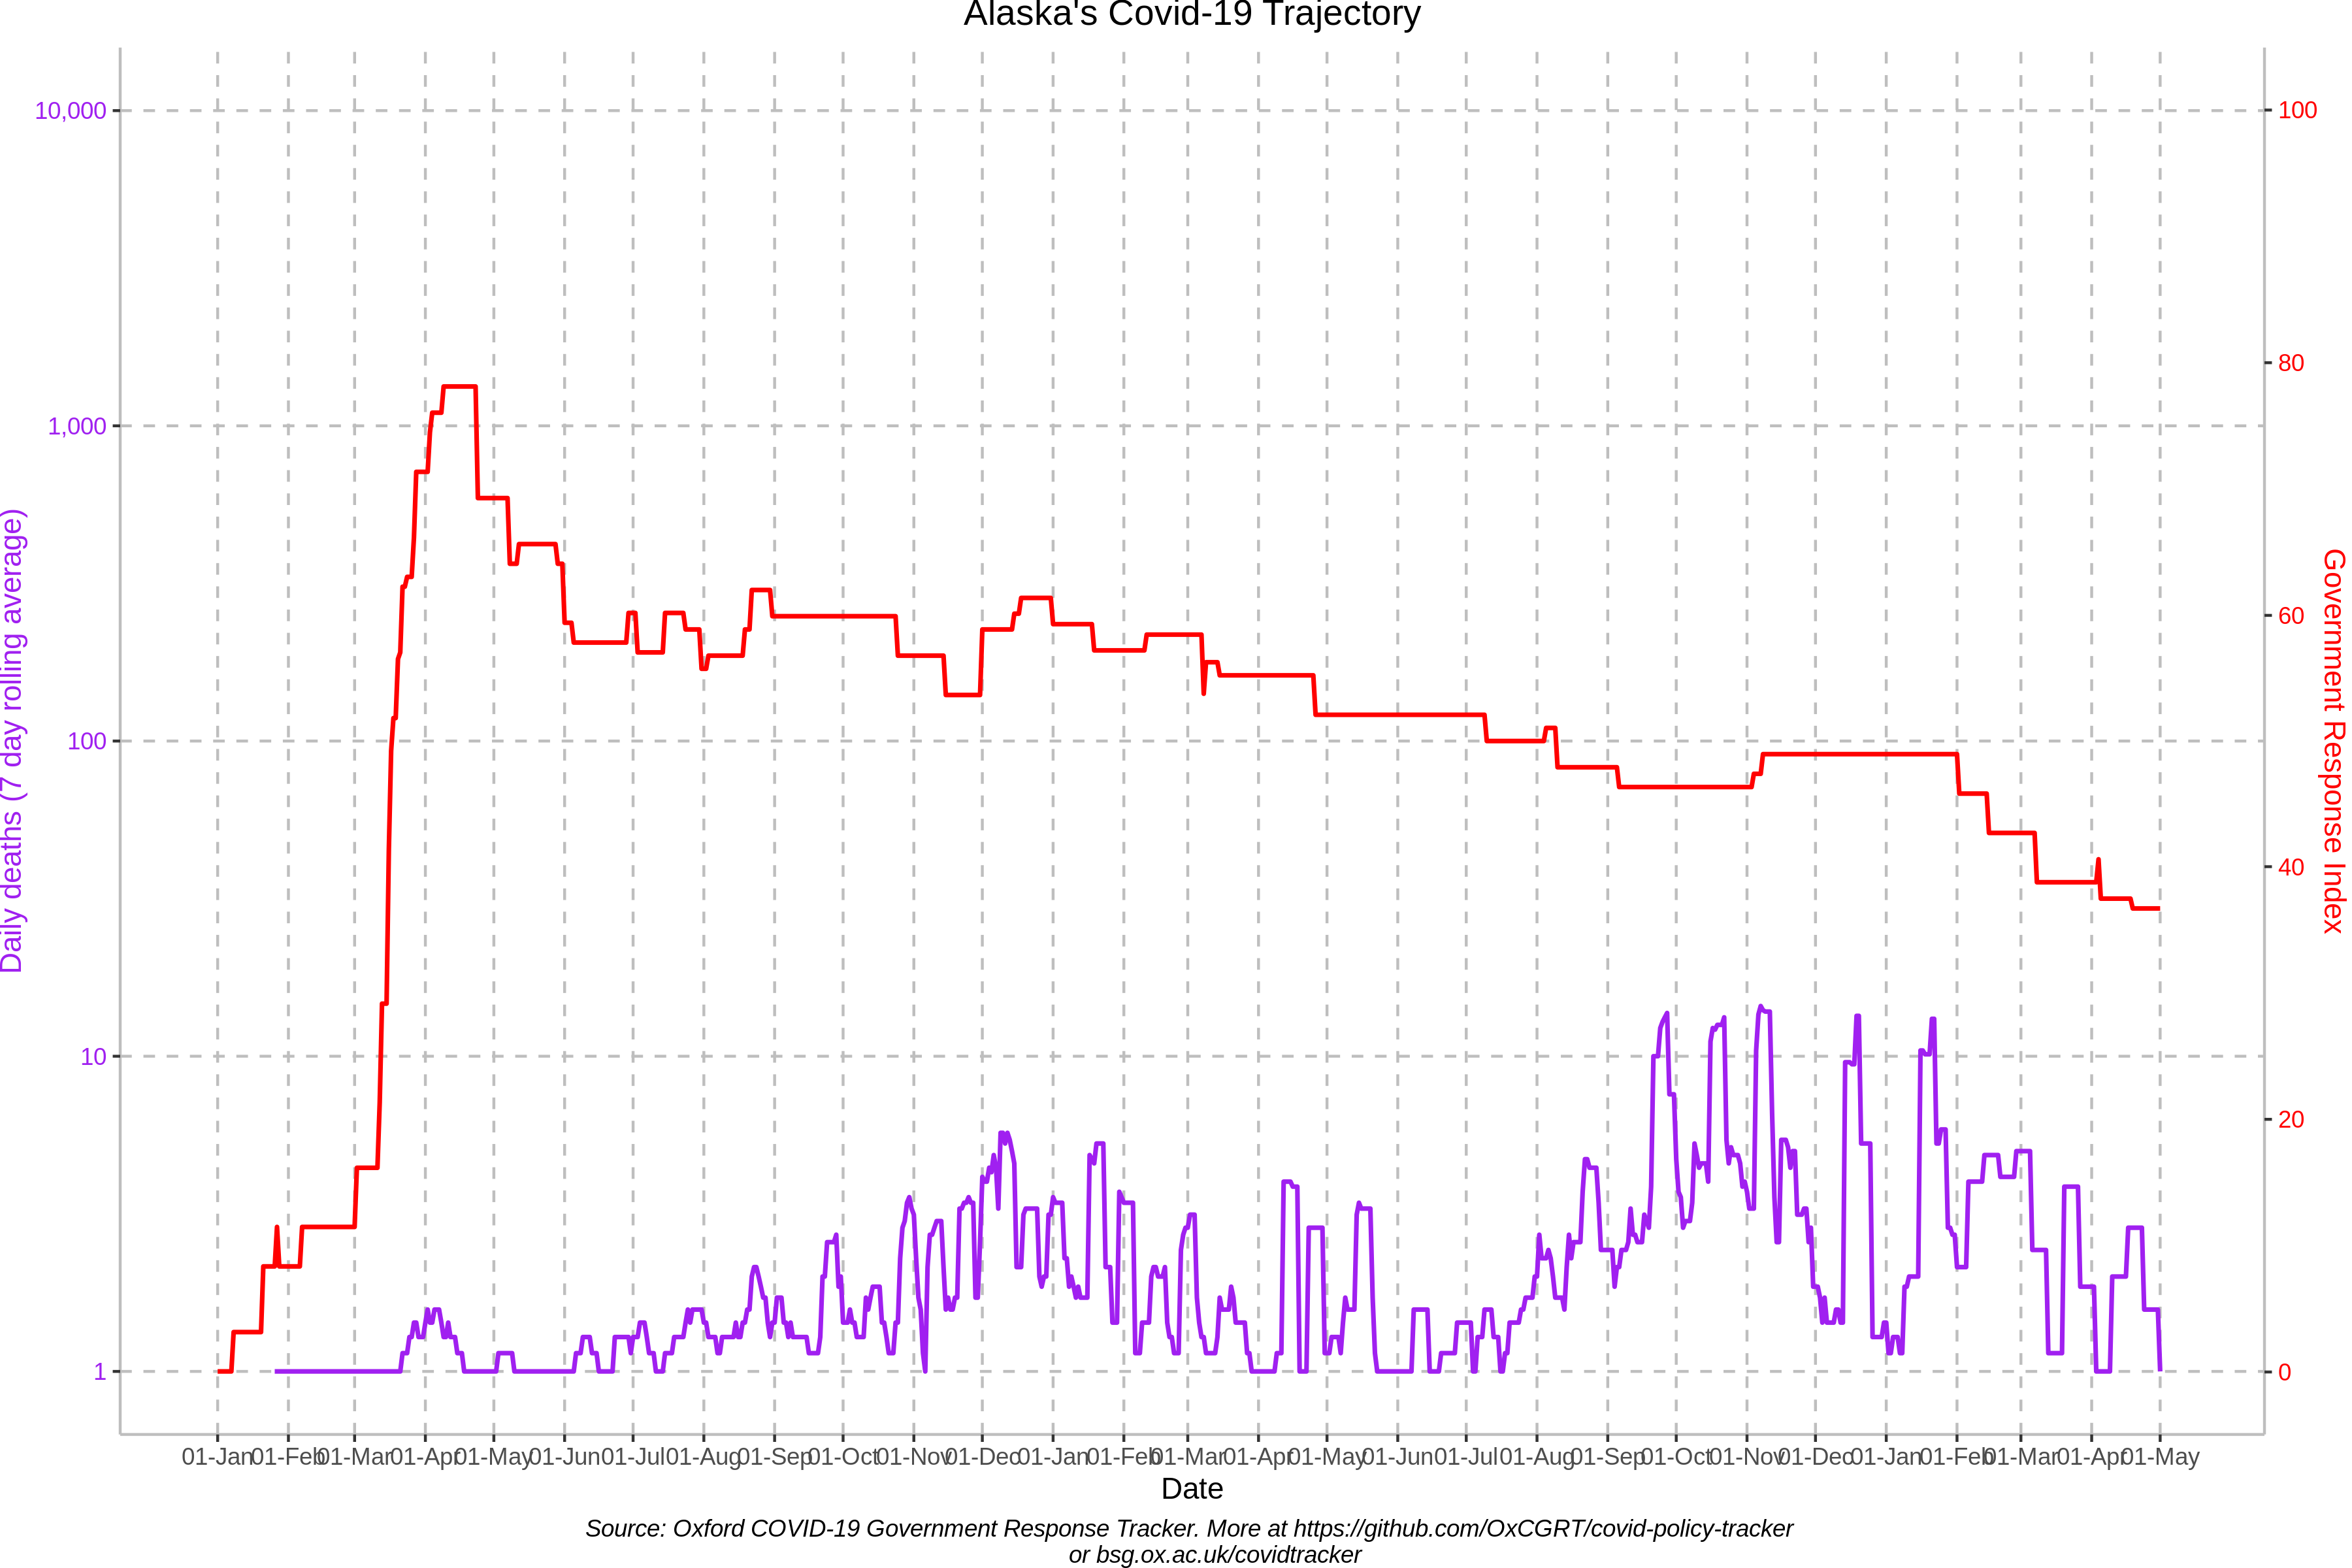 Alaska's Covid-19 Trajectory
10,000
1,000
100
10
1
Daily deaths (7 day rolling average)
100
80
60
40
20
0
Government Response Index
01-Jan 01-Feb 01-Mar 01-Apr 01-May 01-Jun 01-Jul 01-Aug 01-Sep 01-Oct 01-Nov 01-Dec 01-Jan 01-Feb 01-Mar 01-Apr 01-May 01-Jun 01-Jul 01-Aug 01-Sep 01-Oct 01-Nov 01-Dec 01-Jan 01-Feb 01-Mar 01-Apr 01-May
Date
Source: Oxford COVID-19 Government Response Tracker. More at https://github.com/OxCGRT/covid-policy-tracker
or bsg.ox.ac.uk/covidtracker